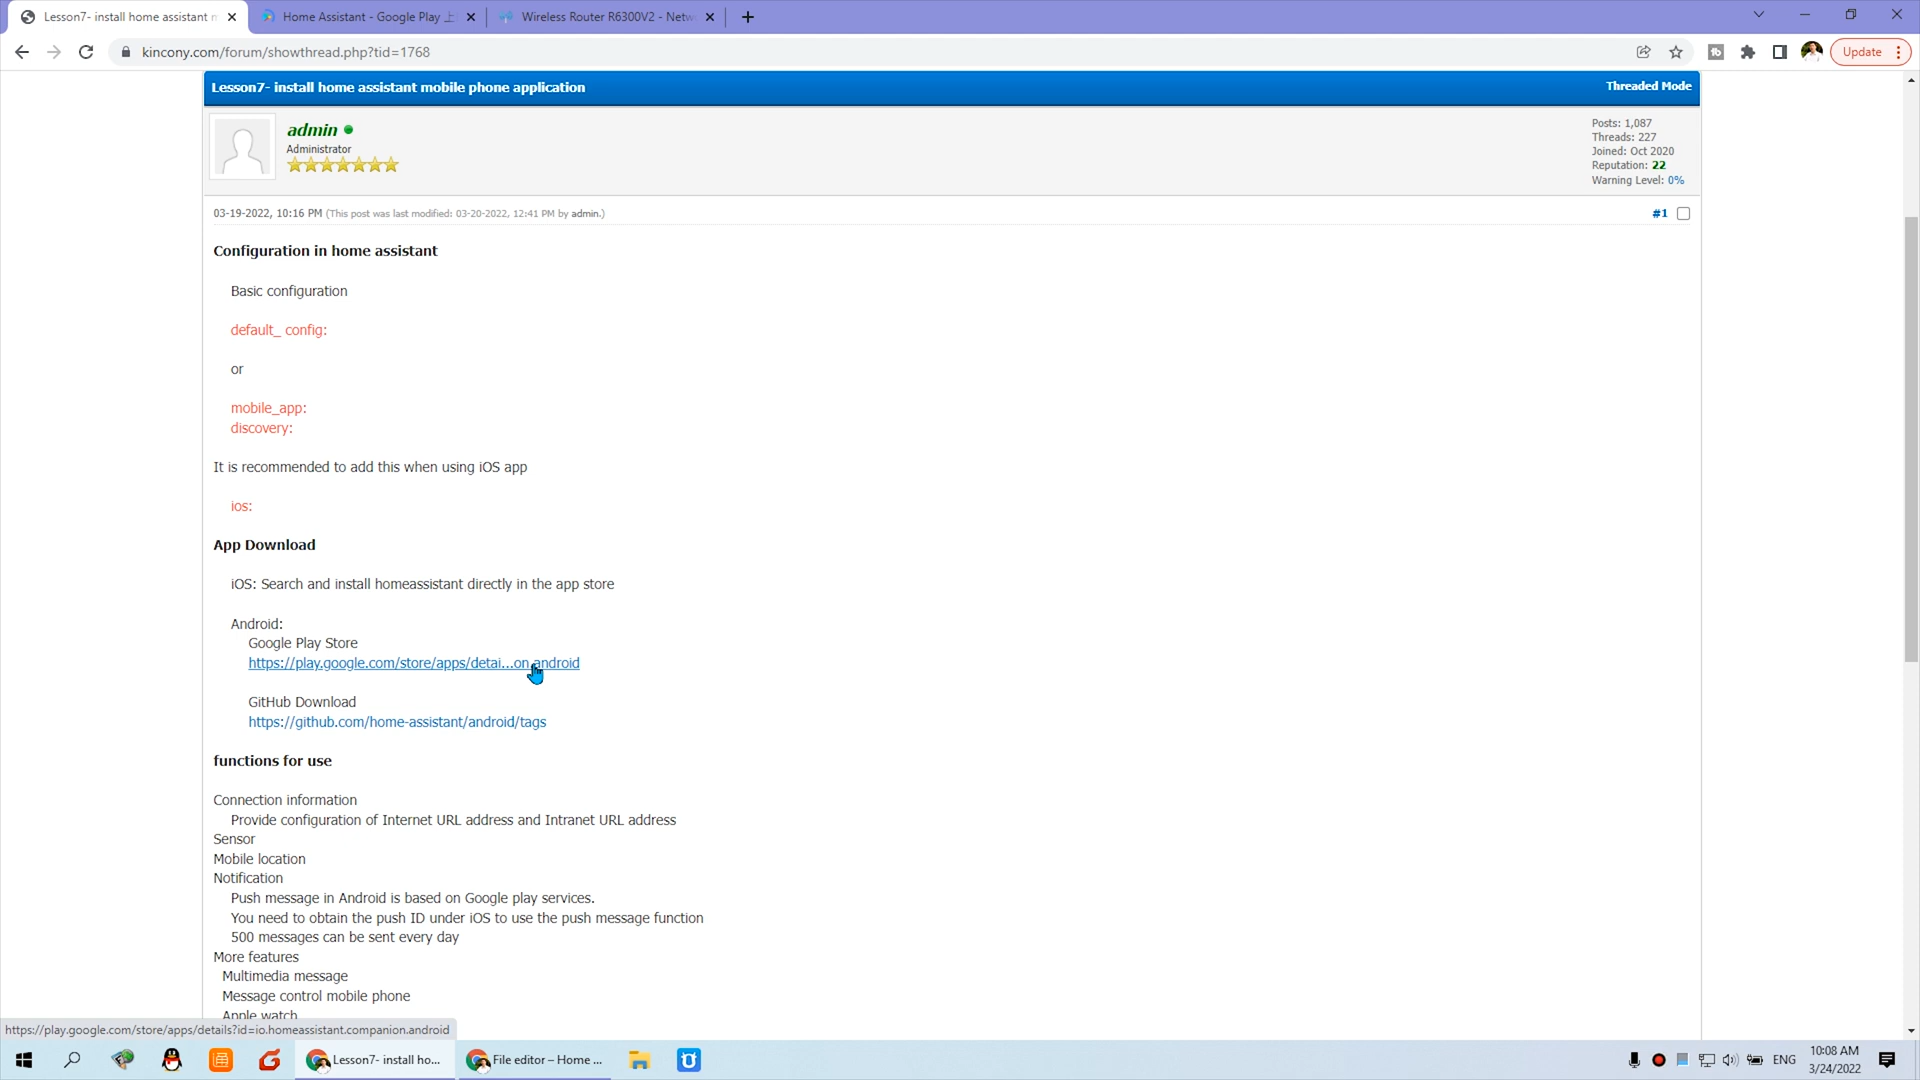 Lesson7- install home assistant m
Home Assistant - Google Play 上
Wireless Router R6300V2 - Netw
kincony.com/forum/showthread.php?tid=1768
Update
Lesson7- install home assistant mobile phone application
Threaded Mode
admin
Administrator
Posts: 1,087
Threads: 227
Joined: Oct 2020
Reputation: 22
Warning Level: 0%
03-19-2022, 10:16 PM (This post was last modified: 03-20-2022, 12:41 PM by admin.)
#1
Configuration in home assistant
Basic configuration
default_ config:
or
mobile_app:
discovery:
It is recommended to add this when using iOS app
ios:
App Download
iOS: Search and install homeassistant directly in the app store
Android:
Google Play Store
https://play.google.com/store/apps/detai...on.android
GitHub Download
https://github.com/home-assistant/android/tags
functions for use
Connection information
Provide configuration of Internet URL address and Intranet URL address
Sensor
Mobile location
Notification
Push message in Android is based on Google play services.
You need to obtain the push ID under iOS to use the push message function
500 messages can be sent every day
More features
Multimedia message
Message control mobile phone
Apple watch
https://play.google.com/store/apps/details?id=io.homeassistant.companion.android
Lesson7- install ho...
File editor – Home ...
ENG
10:08 AM
3/24/2022